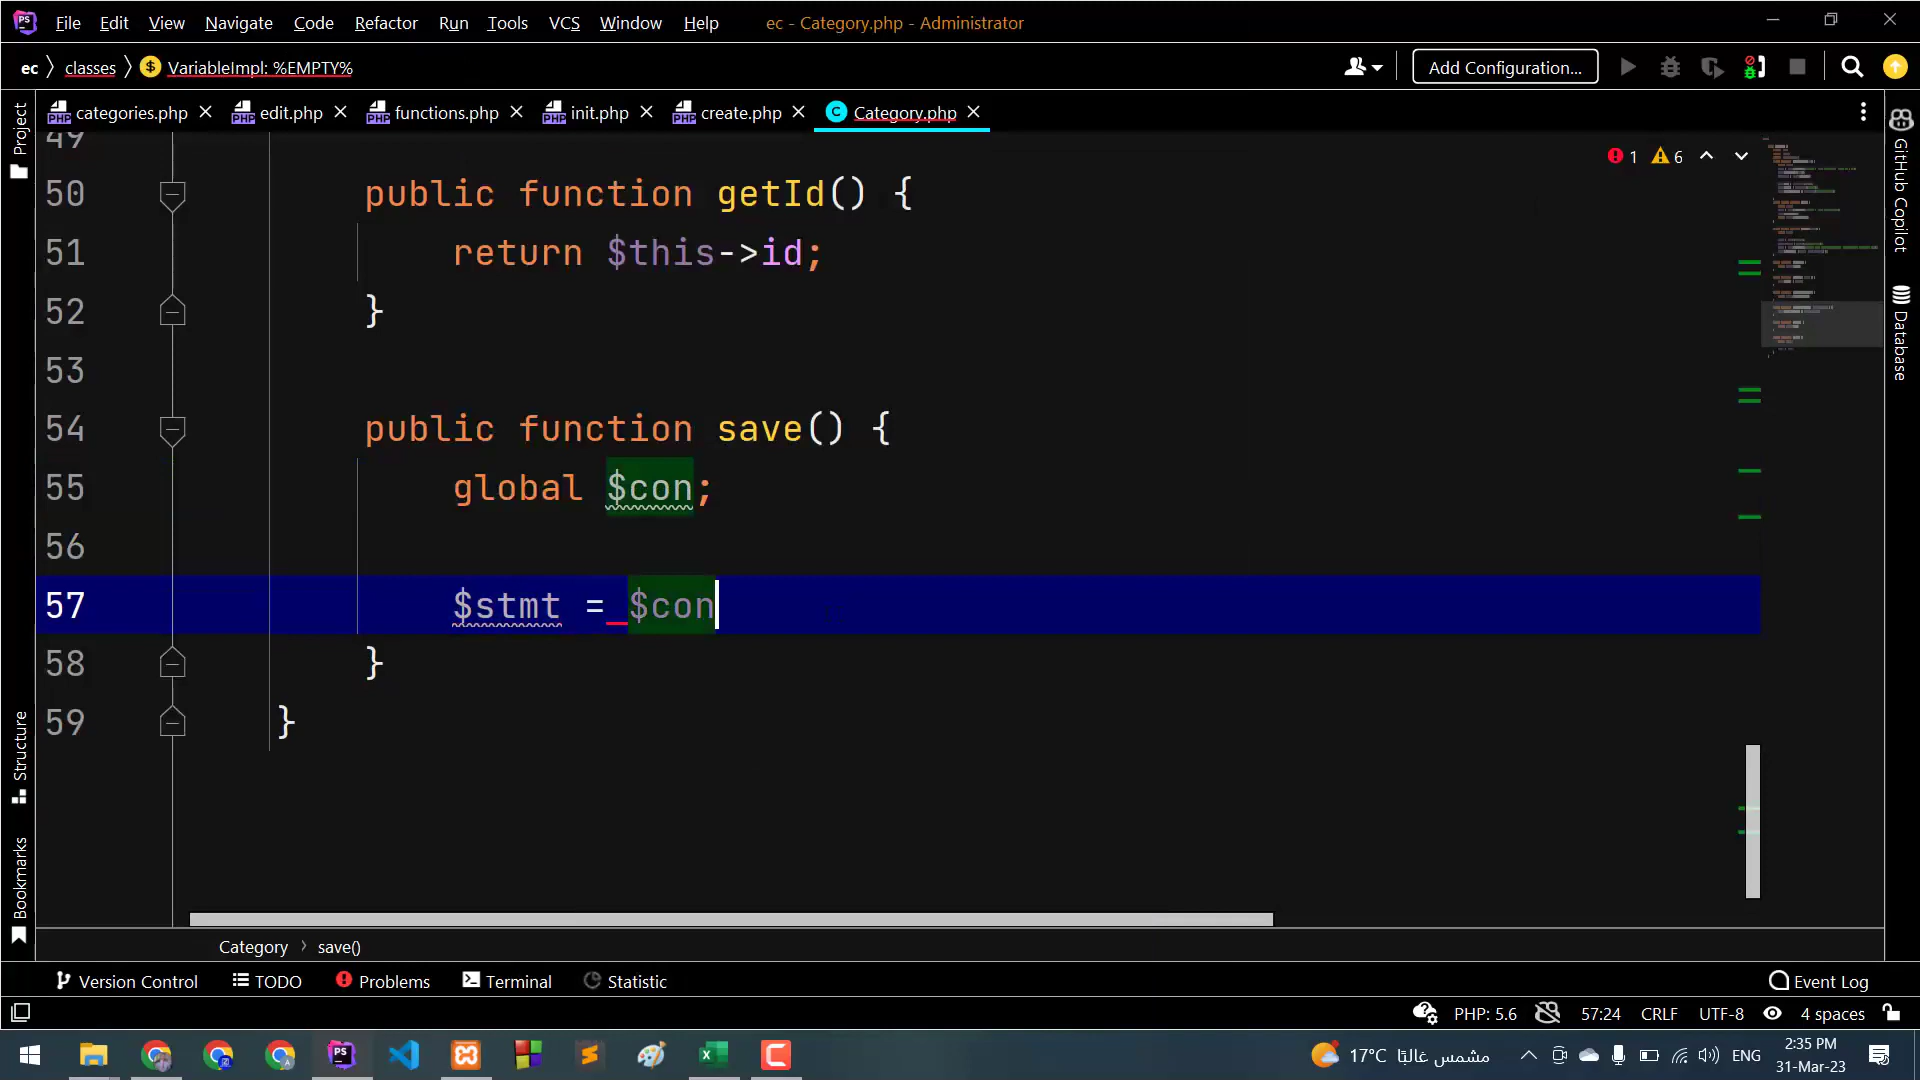 PS File Edit View Navigate Code Refactor Run Tools VCS Window Help ec - Category.php - Administrator
ec classes VariableImpl: %EMPTY% Add Configuration...
categories.php edit.php functions.php init.php create.php Category.php
Project
GitHub Copilot
Database
Structure
Bookmarks
1 6
49
50 public function getId() {
51 return $this->id;
52 }
53
54 public function save() {
55 global $con;
56
57 $stmt = $con
58 }
59 }
Category save()
Version Control TODO Problems Terminal Statistic Event Log
PHP: 5.6 57:24 CRLF UTF-8 4 spaces
17°C مشمس غالبًا ENG 2:35 PM
31-Mar-23